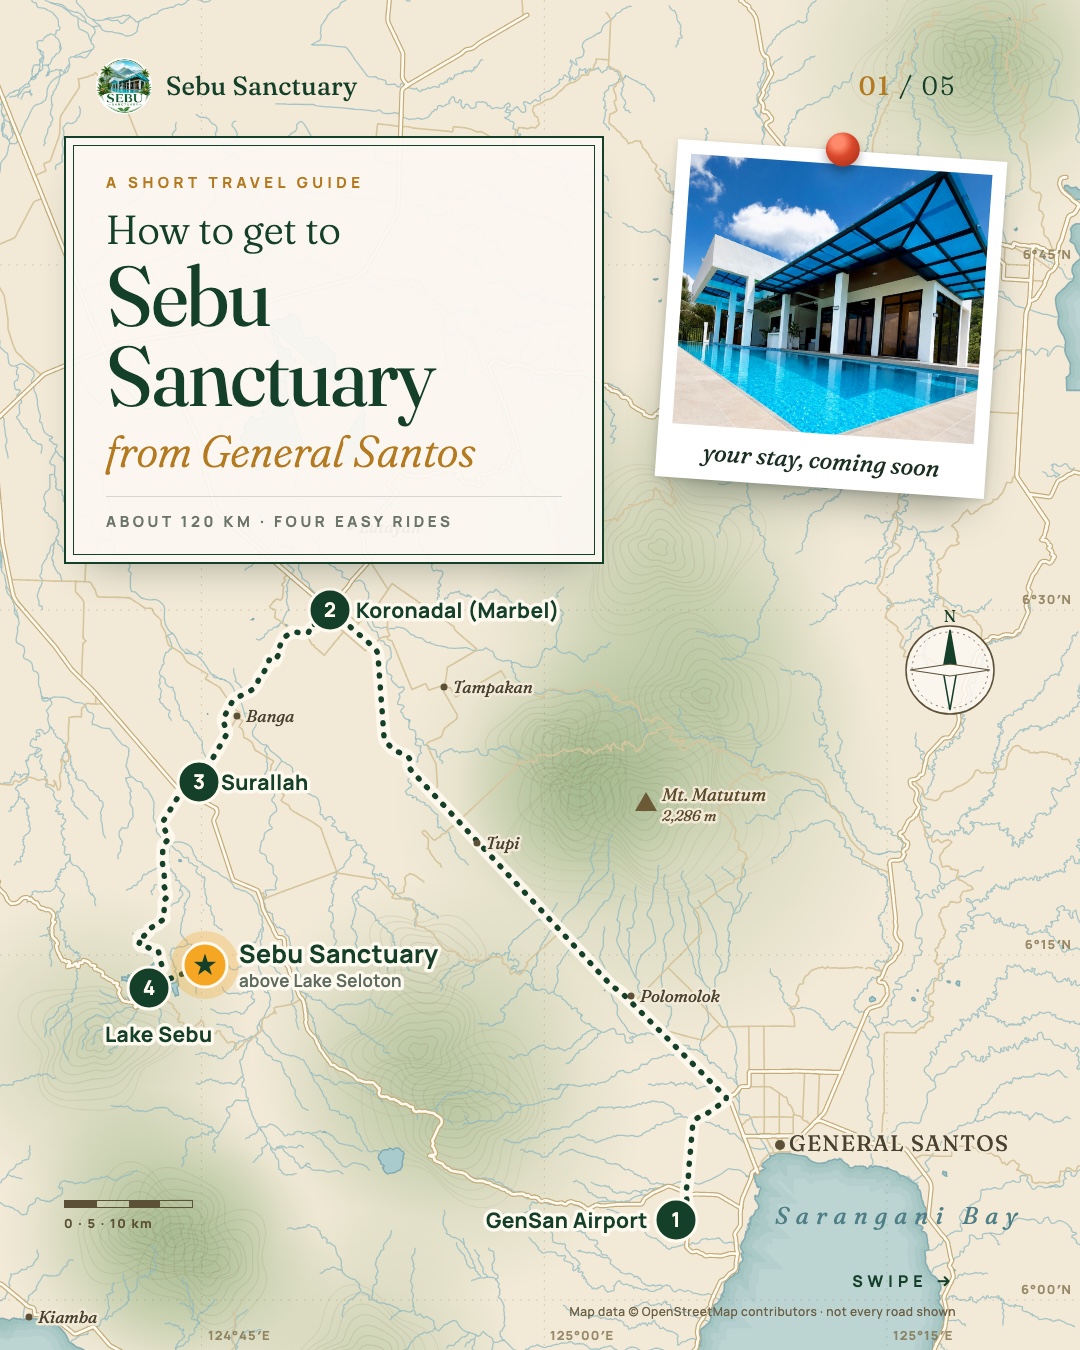 SEBU
SANCTUARY
Sebu Sanctuary
01 / 05
A SHORT TRAVEL GUIDE
How to get to
Sebu
Sanctuary
from General Santos
ABOUT 120 KM · FOUR EASY RIDES
your stay, coming soon
6°45'N
2 Koronadal (Marbel)
6°30'N
N
Tampakan
Banga
3 Surallah
Mt. Matutum
2,286 m
Tupi
6°15'N
Sebu Sanctuary
above Lake Seloton
4
Lake Sebu
Polomolok
GENERAL SANTOS
GenSan Airport 1
Sarangani Bay
0 · 5 · 10 km
SWIPE →
6°00'N
Kiamba
Map data © OpenStreetMap contributors · not every road shown
124°45'E
125°00'E
125°15'E